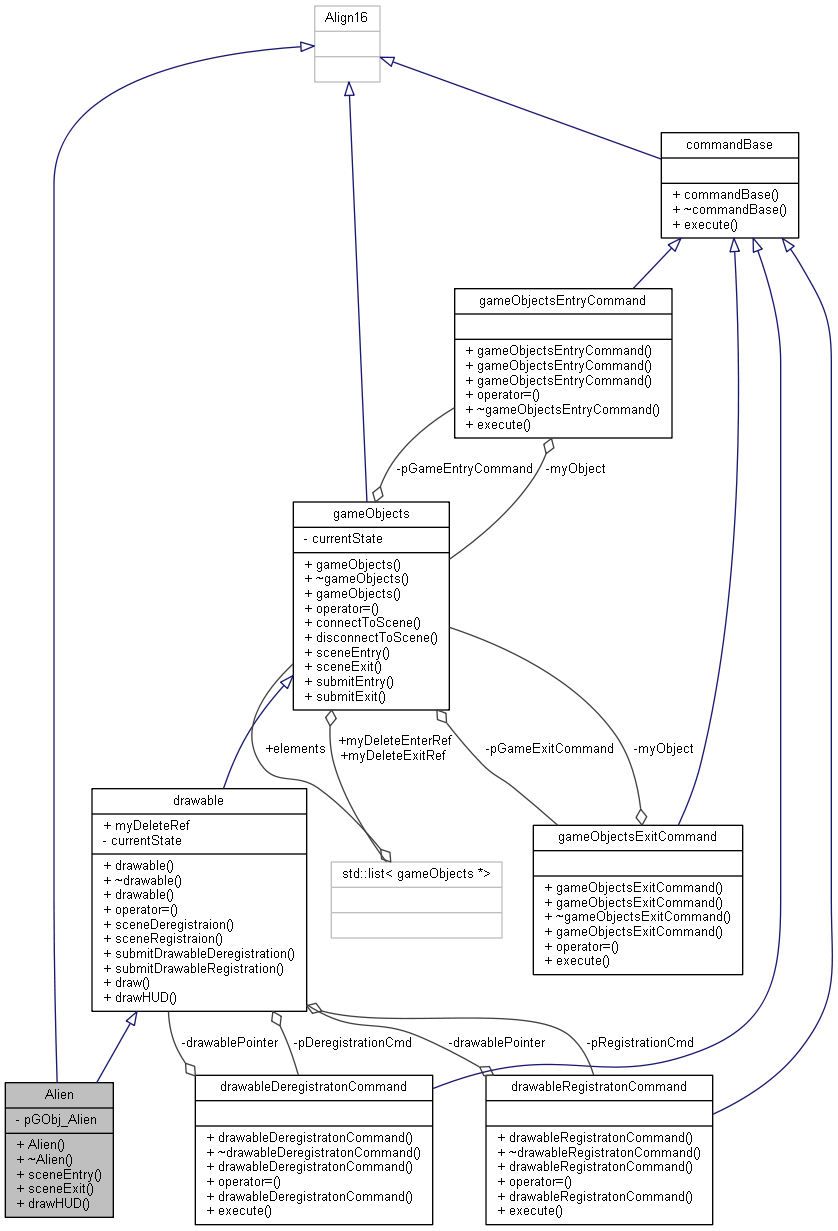 Align16
commandBase
+ commandBase()
+ ~commandBase()
+ execute()
gameObjectsEntryCommand
+ gameObjectsEntryCommand()
+ gameObjectsEntryCommand()
+ gameObjectsEntryCommand()
+ operator=()
+ ~gameObjectsEntryCommand()
+ execute()
-pGameEntryCommand
-myObject
gameObjects
- currentState
+ gameObjects()
+ ~gameObjects()
+ gameObjects()
+ operator=()
+ connectToScene()
+ disconnectToScene()
+ sceneEntry()
+ sceneExit()
+ submitEntry()
+ submitExit()
+elements
+myDeleteEnterRef
+myDeleteExitRef
-pGameExitCommand
-myObject
drawable
+ myDeleteRef
- currentState
+ drawable()
+ ~drawable()
+ drawable()
+ operator=()
+ sceneDeregistraion()
+ sceneRegistraion()
+ submitDrawableDeregistration()
+ submitDrawableRegistration()
+ draw()
+ drawHUD()
std::list< gameObjects *>
gameObjectsExitCommand
+ gameObjectsExitCommand()
+ gameObjectsExitCommand()
+ ~gameObjectsExitCommand()
+ gameObjectsExitCommand()
+ operator=()
+ execute()
-drawablePointer
-pDeregistrationCmd
-drawablePointer
-pRegistrationCmd
Alien
- pGObj_Alien
+ Alien()
+ ~Alien()
+ sceneEntry()
+ sceneExit()
+ drawHUD()
drawableDeregistratonCommand
+ drawableDeregistratonCommand()
+ ~drawableDeregistratonCommand()
+ drawableDeregistratonCommand()
+ operator=()
+ drawableDeregistratonCommand()
+ execute()
drawableRegistratonCommand
+ drawableRegistratonCommand()
+ ~drawableRegistratonCommand()
+ drawableRegistratonCommand()
+ operator=()
+ drawableRegistratonCommand()
+ execute()